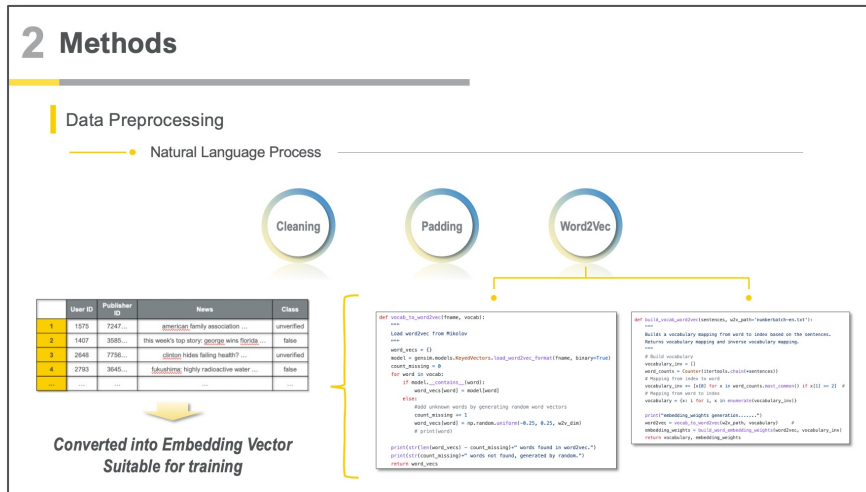 2 Methods
Data Preprocessing
Natural Language Process
Cleaning
Padding
Word2Vec
User ID Publisher ID News Class
1 1575 7247... american family association ... unverified
2 1407 3585... this week's top story: george wins florida ... false
3 2648 7756... clinton hides failing health? ... unverified
4 2793 3645... fukushima: highly radioactive water ... false
... ... ... ...
Converted into Embedding Vector
Suitable for training
def vocab_to_word2vec(fname, vocab):
"""
Load word2vec from Mikolov
"""
word_vecs = {}
model = gensim.models.KeyedVectors.load_word2vec_format(fname, binary=True)
count_missing = 0
for word in vocab:
if model.__contains__(word):
word_vecs[word] = model[word]
else:
#add unknown words by generating random word vectors
count_missing += 1
word_vecs[word] = np.random.uniform(-0.25, 0.25, w2v_dim)
# print(word)
print(str(len(word_vecs) - count_missing)+" words found in word2vec.")
print(str(count_missing)+" words not found, generated by random.")
return word_vecs
def build_vocab_word2vec(sentences, w2v_path='numberbatch-en.txt'):
"""
Builds a vocabulary mapping from word to index based on the sentences.
Returns vocabulary mapping and inverse vocabulary mapping.
"""
# Build vocabulary
vocabulary_inv = []
word_counts = Counter(itertools.chain(*sentences))
# Mapping from index to word
vocabulary_inv += [x[0] for x in word_counts.most_common() if x[1] >= 2] #
# Mapping from word to index
vocabulary = {x: i for i, x in enumerate(vocabulary_inv)}
print("embedding_weights generation.......")
word2vec = vocab_to_word2vec(w2v_path, vocabulary) #
embedding_weights = build_word_embedding_weights(word2vec, vocabulary_inv)
return vocabulary, embedding_weights